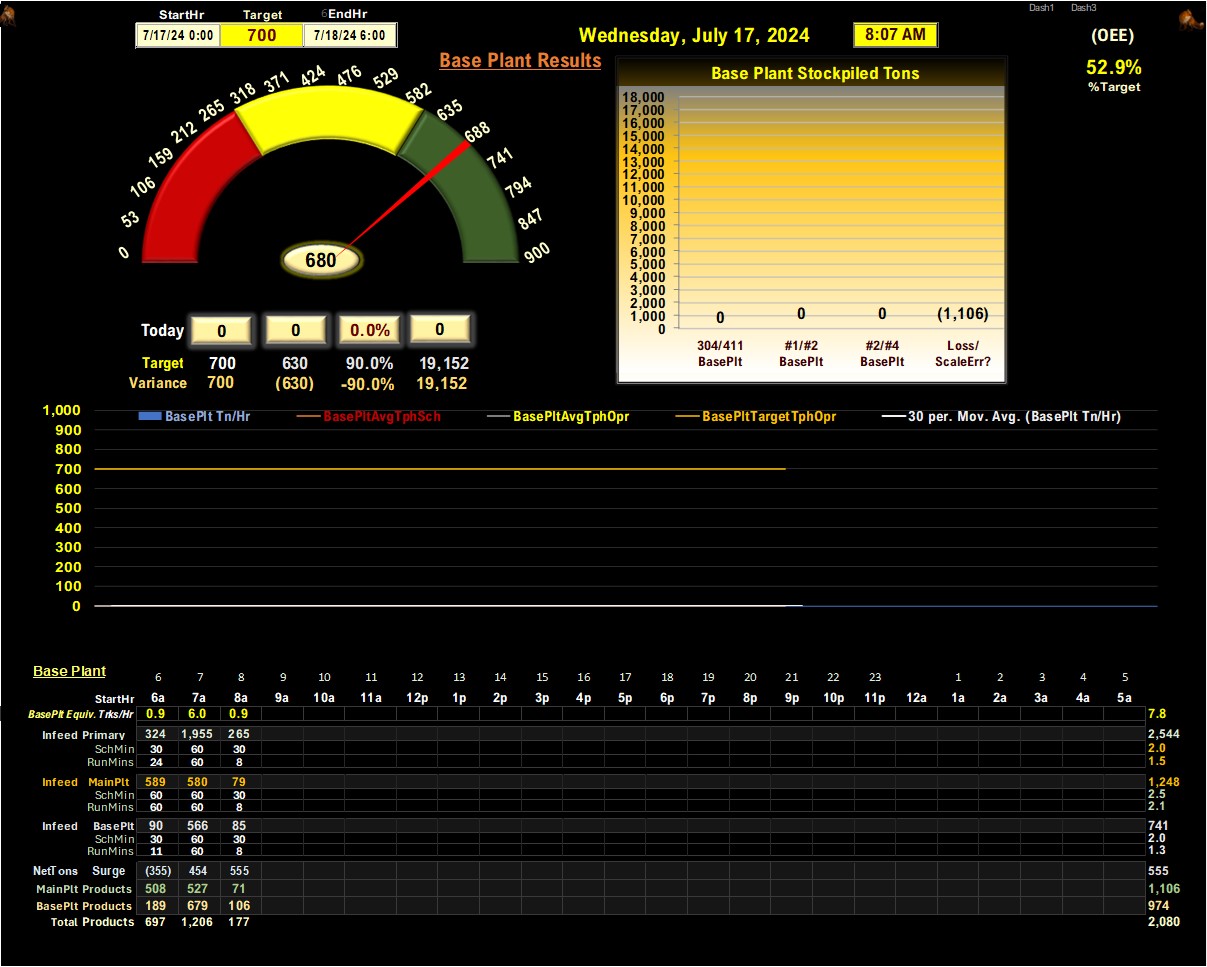 Dash1 Dash3
StartHr Target 6EndHr
7/17/24 0:00 700 7/18/24 6:00
Wednesday, July 17, 2024 8:07 AM
(OEE)
52.9%
%Target
Base Plant Results
0 53 106 159 212 265 318 371 424 476 529 582 635 688 741 794 847 900
680
Base Plant Stockpiled Tons
18,000
17,000
16,000
15,000
14,000
13,000
12,000
11,000
10,000
9,000
8,000
7,000
6,000
5,000
4,000
3,000
2,000
1,000
0
0 0 0 (1,106)
304/411 #1/#2 #2/#4 Loss/
BasePlt BasePlt BasePlt ScaleErr?
Today 0 0 0.0% 0
Target 700 630 90.0% 19,152
Variance 700 (630) -90.0% 19,152
BasePlt Tn/Hr BasePltAvgTphSch BasePltAvgTphOpr BasePltTargetTphOpr 30 per. Mov. Avg. (BasePlt Tn/Hr)
1,000
900
800
700
600
500
400
300
200
100
0
Base Plant 6 7 8 9 10 11 12 13 14 15 16 17 18 19 20 21 22 23 1 2 3 4 5
StartHr 6a 7a 8a 9a 10a 11a 12p 1p 2p 3p 4p 5p 6p 7p 8p 9p 10p 11p 12a 1a 2a 3a 4a 5a
BasePlt Equiv. Trks/Hr 0.9 6.0 0.9 7.8
Infeed Primary 324 1,955 265 2,544
SchMin 30 60 30 2.0
RunMins 24 60 8 1.5
Infeed MainPlt 589 580 79 1,248
SchMin 60 60 30 2.5
RunMins 60 60 8 2.1
Infeed BasePlt 90 566 85 741
SchMin 30 60 30 2.0
RunMins 11 60 8 1.3
NetTons Surge (355) 454 555 555
MainPlt Products 508 527 71 1,106
BasePlt Products 189 679 106 974
Total Products 697 1,206 177 2,080